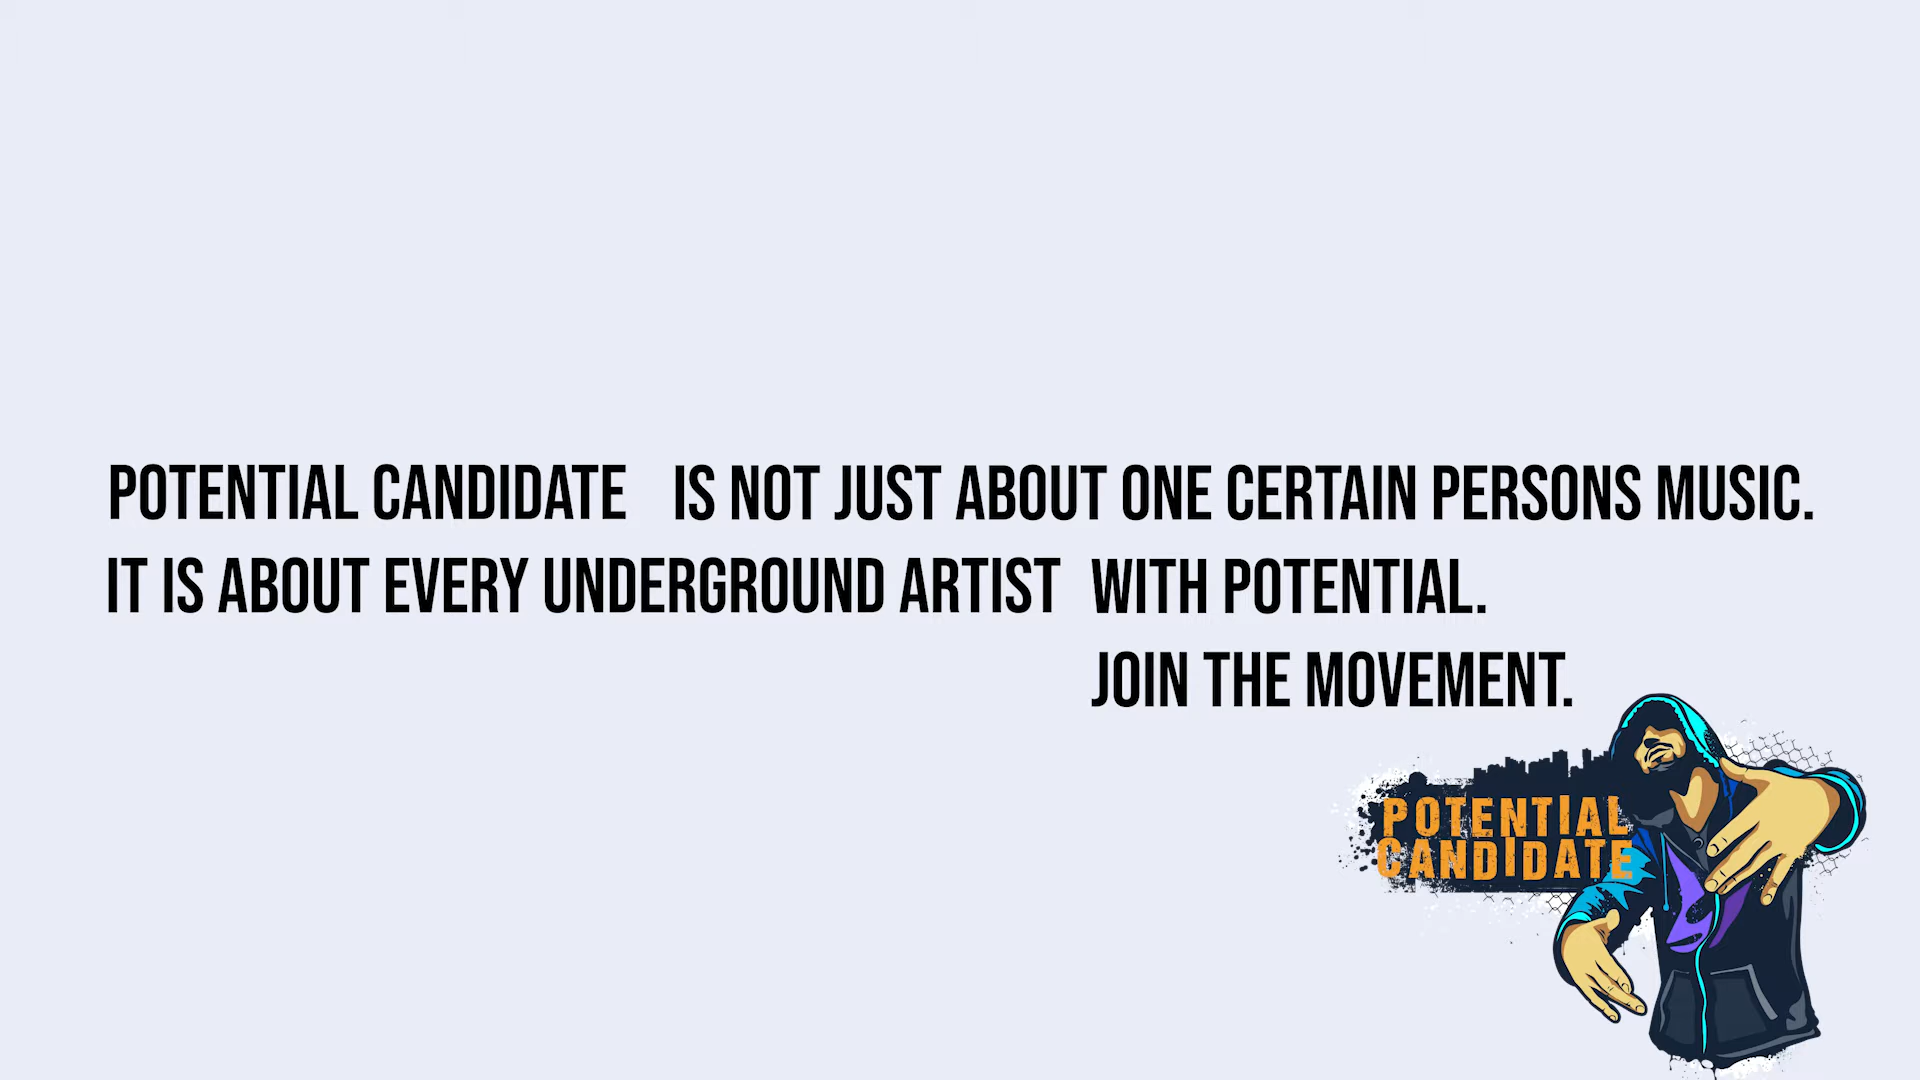 POTENTIAL CANDIDATE IS NOT JUST ABOUT ONE CERTAIN PERSONS MUSIC.
IT IS ABOUT EVERY UNDERGROUND ARTIST WITH POTENTIAL.
JOIN THE MOVEMENT.
POTENTIAL
CANDIDATE